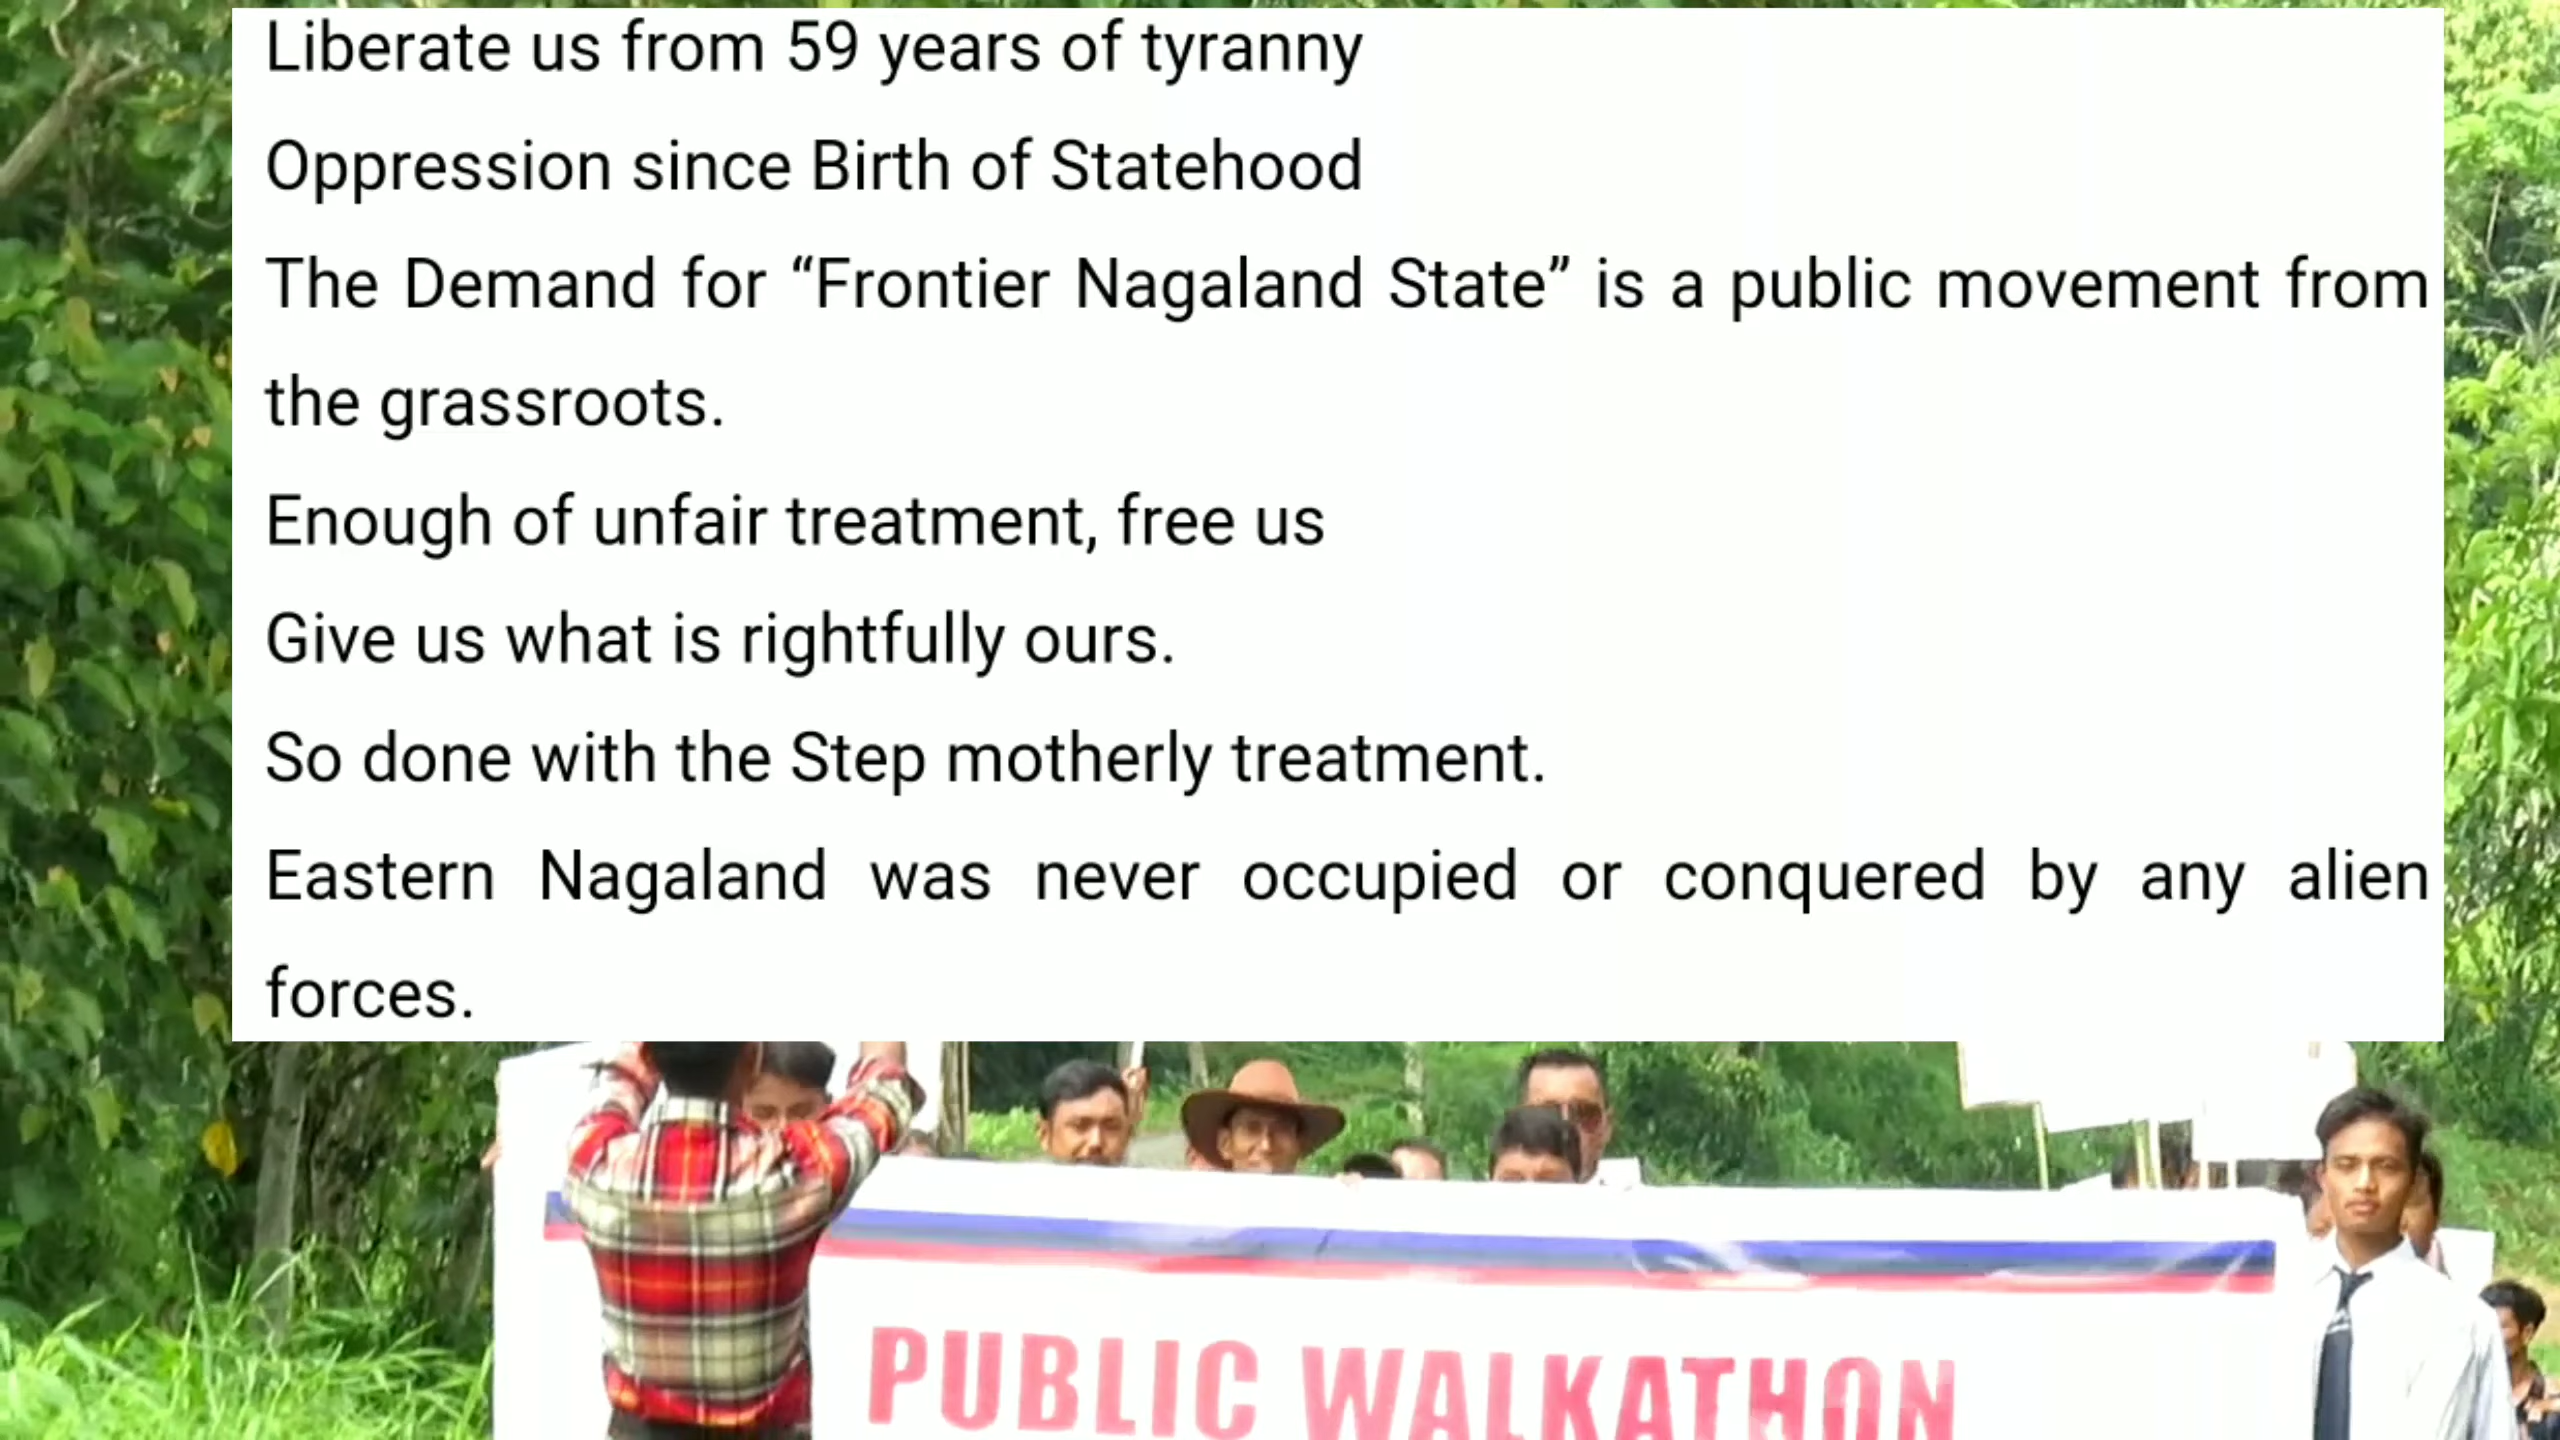 Liberate us from 59 years of tyranny
Oppression since Birth of Statehood
The Demand for “Frontier Nagaland State” is a public movement from
the grassroots.
Enough of unfair treatment, free us
Give us what is rightfully ours.
So done with the Step motherly treatment.
Eastern Nagaland was never occupied or conquered by any alien
forces.
PUBLIC WALKATHON